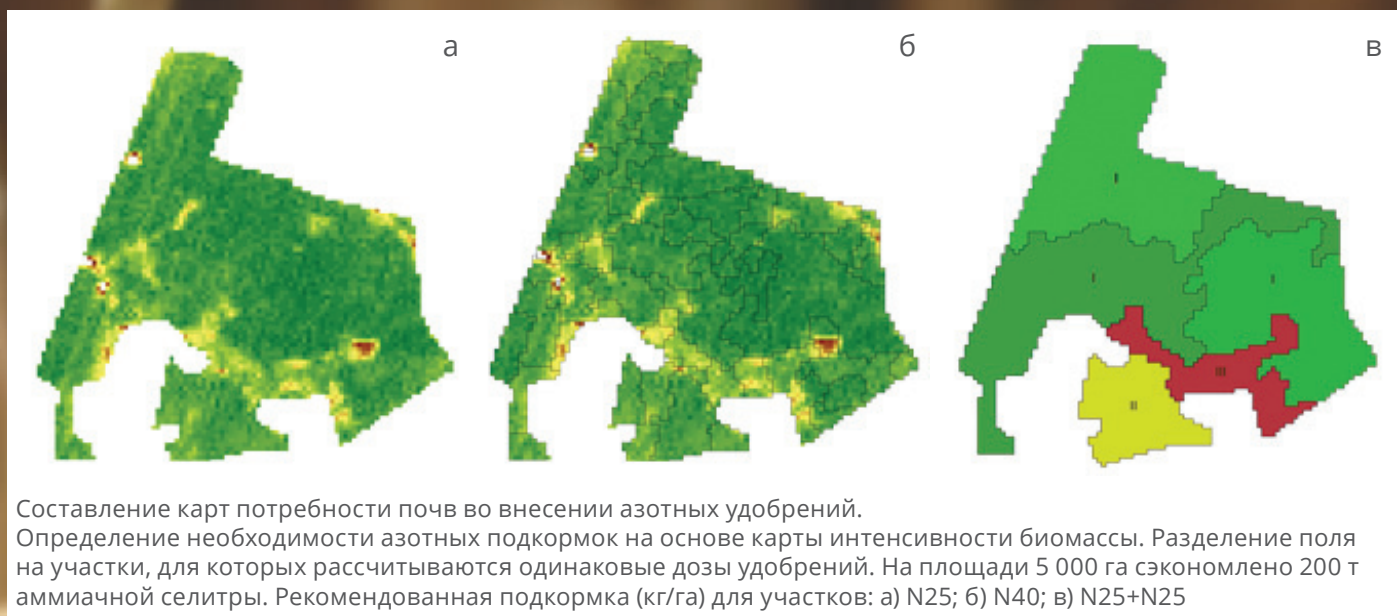 а
б
в
I
I
I
II
III
Составление карт потребности почв во внесении азотных удобрений.
Определение необходимости азотных подкормок на основе карты интенсивности биомассы. Разделение поля
на участки, для которых рассчитываются одинаковые дозы удобрений. На площади 5 000 га сэкономлено 200 т
аммиачной селитры. Рекомендованная подкормка (кг/га) для участков: а) N25; б) N40; в) N25+N25